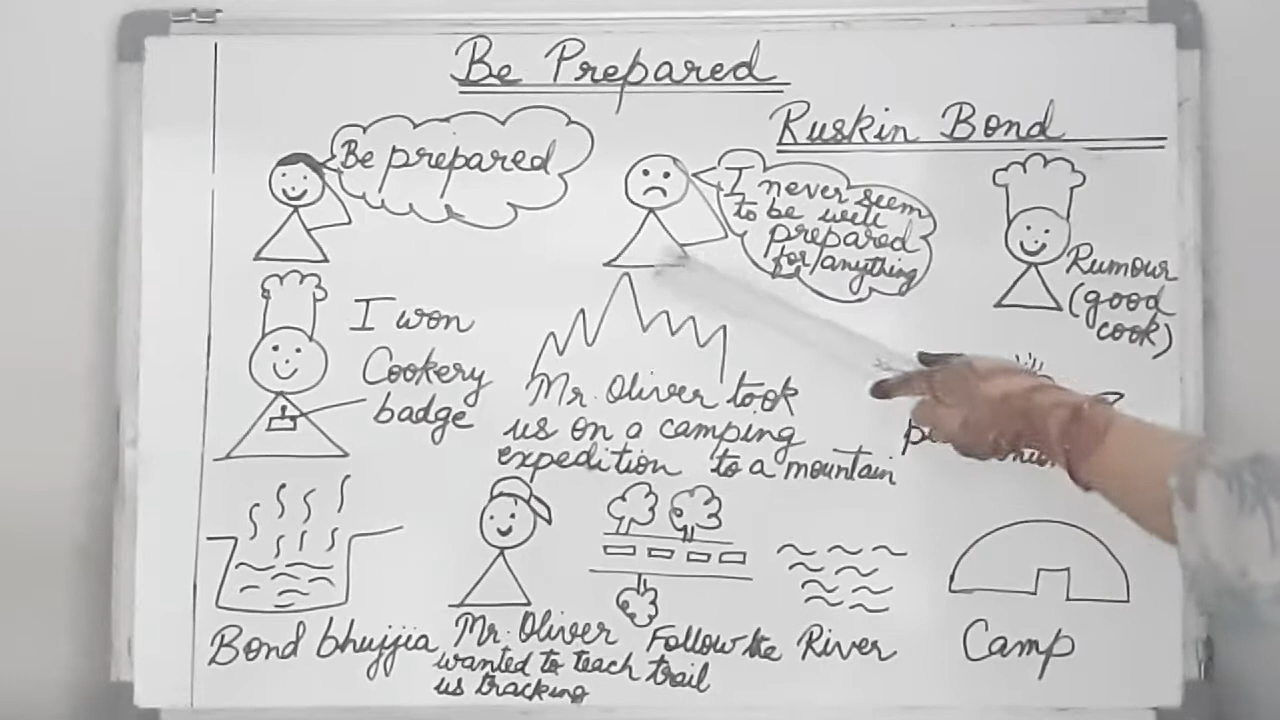 Be Prepared
Ruskin Bond
Be prepared
I never seem
to be well
prepared
for/anything
Rumour
(good
cook)
I won
Cookery
badge
Mr. Oliver took
us on a camping
expedition to a mountain
Bond bhujjia
Mr. Oliver
wanted to teach
us tracking
Follow the
trail
River
Camp